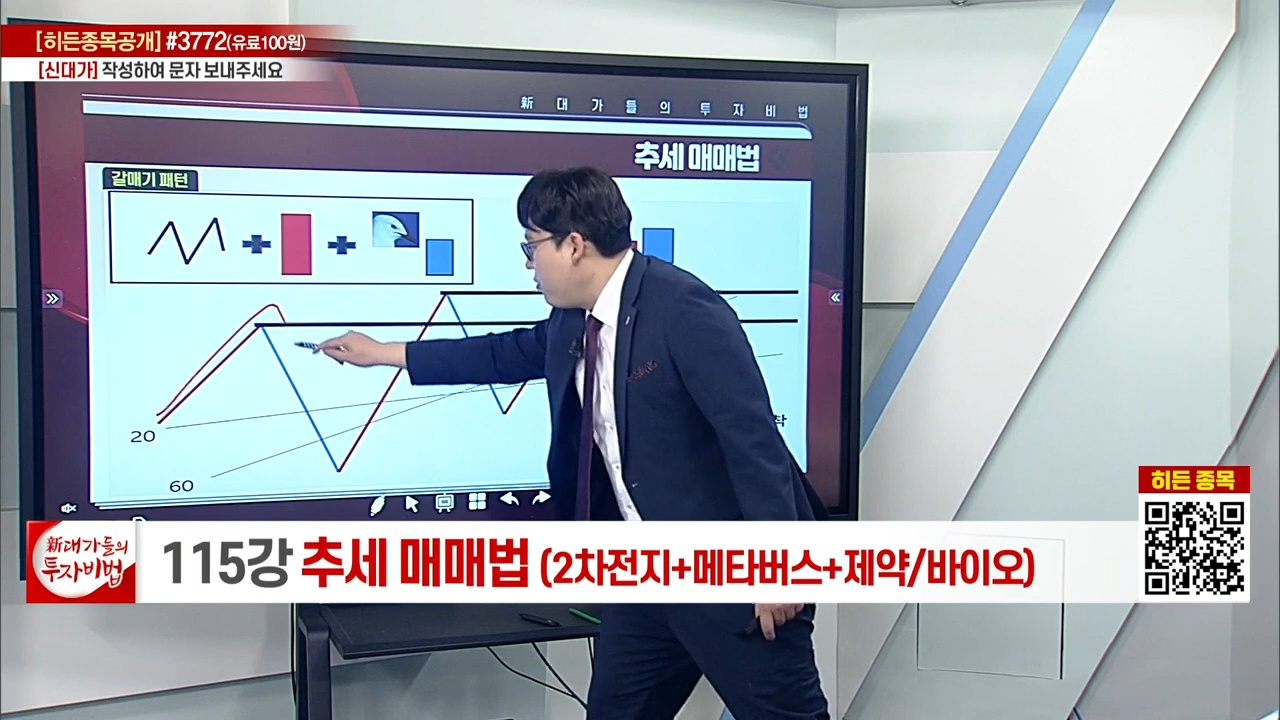 [히든종목공개] #3772(유료100원)
[신대가] 작성하여 문자 보내주세요
新 대 가 들 의 투 자 비 법
추세 매매법
갈매기 패턴
20
60
착
히든 종목
新대가들의
투자비법
115강 추세 매매법 (2차전지+메타버스+제약/바이오)